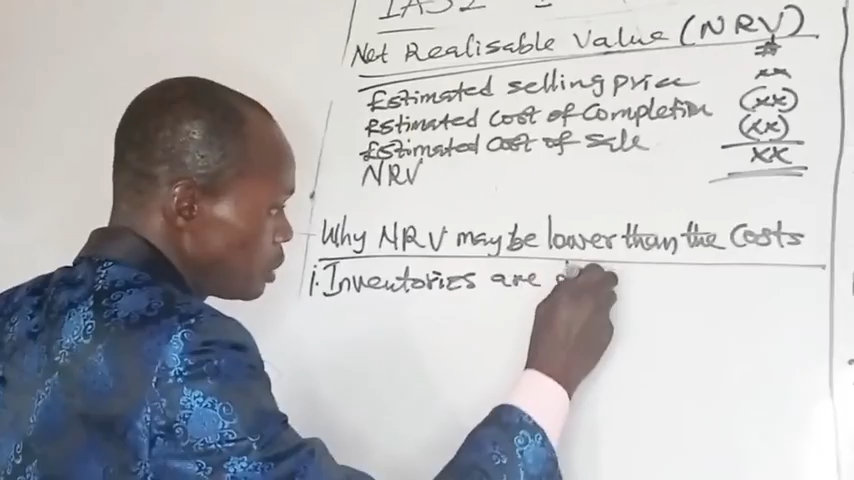 IAS 2
Net Realisable Value (NRV)
Estimated selling price xx
Estimated cost of Completion (xx)
Estimated cost of Sale (xx)
NRV xx
Why NRV may be lower than the Costs
i. Inventories are